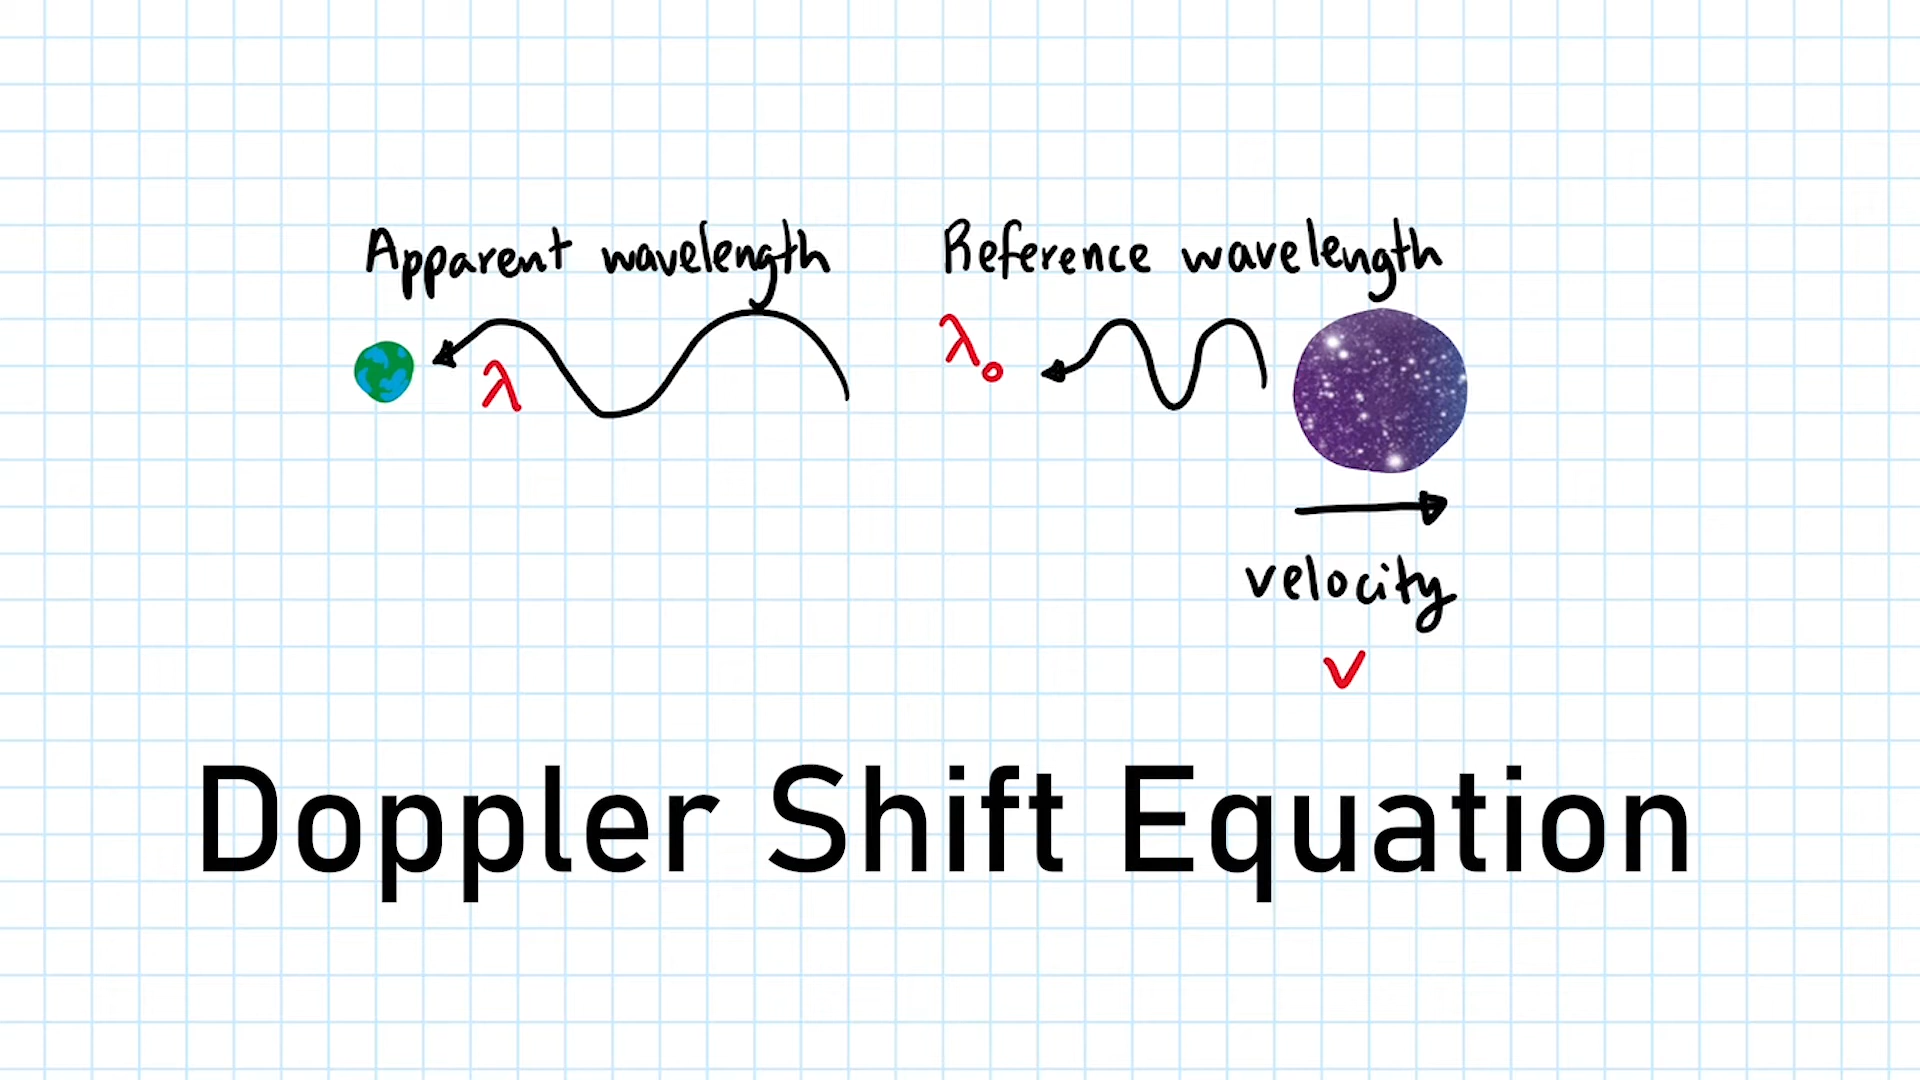 Apparent wavelength
Reference wavelength
λ
λ₀
velocity
v
Doppler Shift Equation